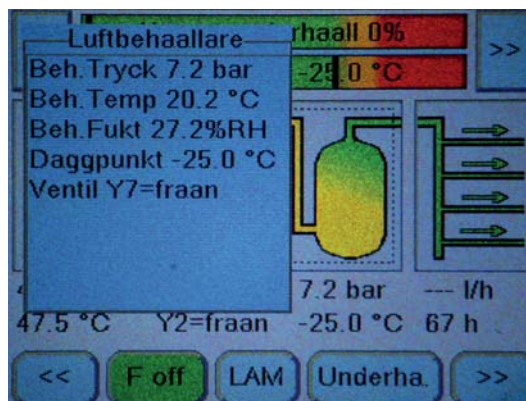 rhaall 0%
>>
-25.0 °C
Luftbehaallare
Beh.Tryck 7.2 bar
Beh.Temp 20.2 °C
Beh.Fukt 27.2%RH
Daggpunkt -25.0 °C
Ventil Y7=fraan
7.2 bar --- l/h
47.5 °C Y2=fraan -25.0 °C 67 h
<< F off LAM Underha. >>